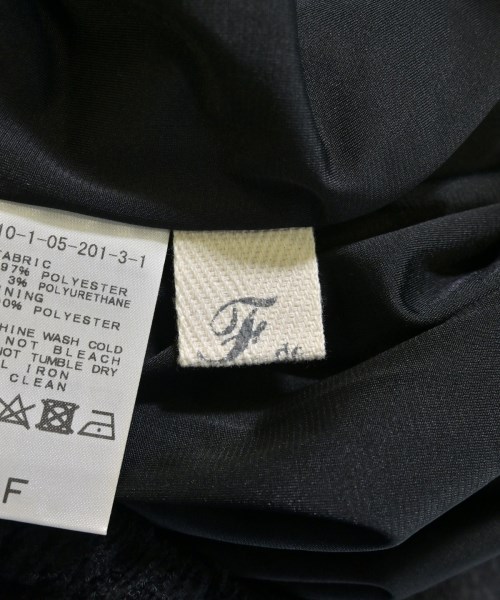 10-1-05-201-3-1
FABRIC
97% POLYESTER
3% POLYURETHANE
NING
0% POLYESTER
HINE WASH COLD
NOT BLEACH
NOT TUMBLE DRY
L IRON
CLEAN
F
F
de